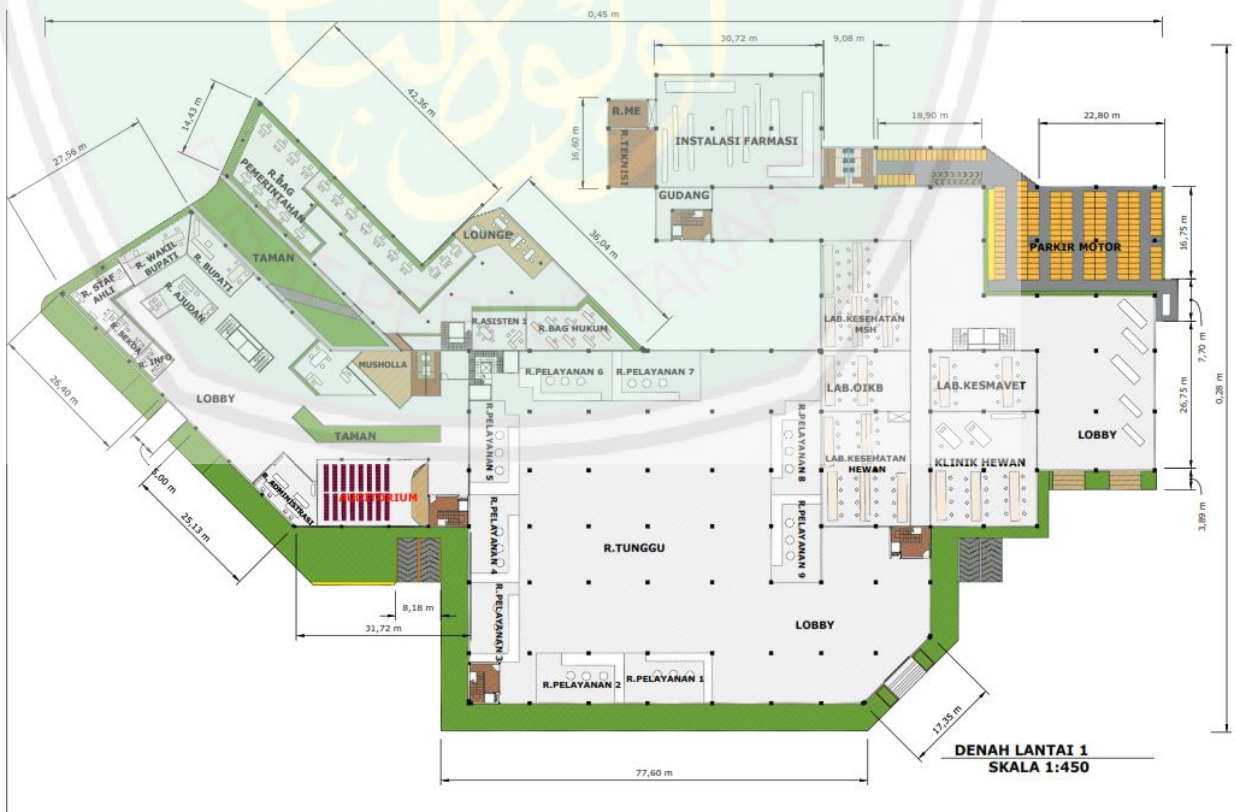 0,45 m
30,72 m
9,08 m
42,36 m
14,43 m
R.ME
18,90 m
22,80 m
27,56 m
16,60 m
R.TEKNISI
INSTALASI FARMASI
R.BAG
PEMERINTAHAN
GUDANG
LOUNGE
36,04 m
PARKIR MOTOR
16,75 m
R. WAKIL
BUPATI
R. BUPATI
TAMAN
R. STAF
AHLI
R. AJUDAN
R.SEKDA
R. INFO
R.ASISTEN 1
R.BAG HUKUM
LAB.KESEHATAN
MSH
7,70 m
MUSHOLLA
R.PELAYANAN 6
R.PELAYANAN 7
LAB.OIKB
LAB.KESMAVET
26,75 m
0,28 m
26,40 m
LOBBY
TAMAN
R.PELAYANAN 5
R.PELAYANAN 8
LAB.KESEHATAN
HEWAN
KLINIK HEWAN
LOBBY
5,00 m
R.ADMINISTRASI
AUDITORIUM
25,13 m
R.PELAYANAN 4
R.TUNGGU
R.PELAYANAN 9
3,89 m
8,18 m
31,72 m
R.PELAYANAN 3
LOBBY
R.PELAYANAN 2
R.PELAYANAN 1
17,35 m
77,60 m
DENAH LANTAI 1
SKALA 1:450